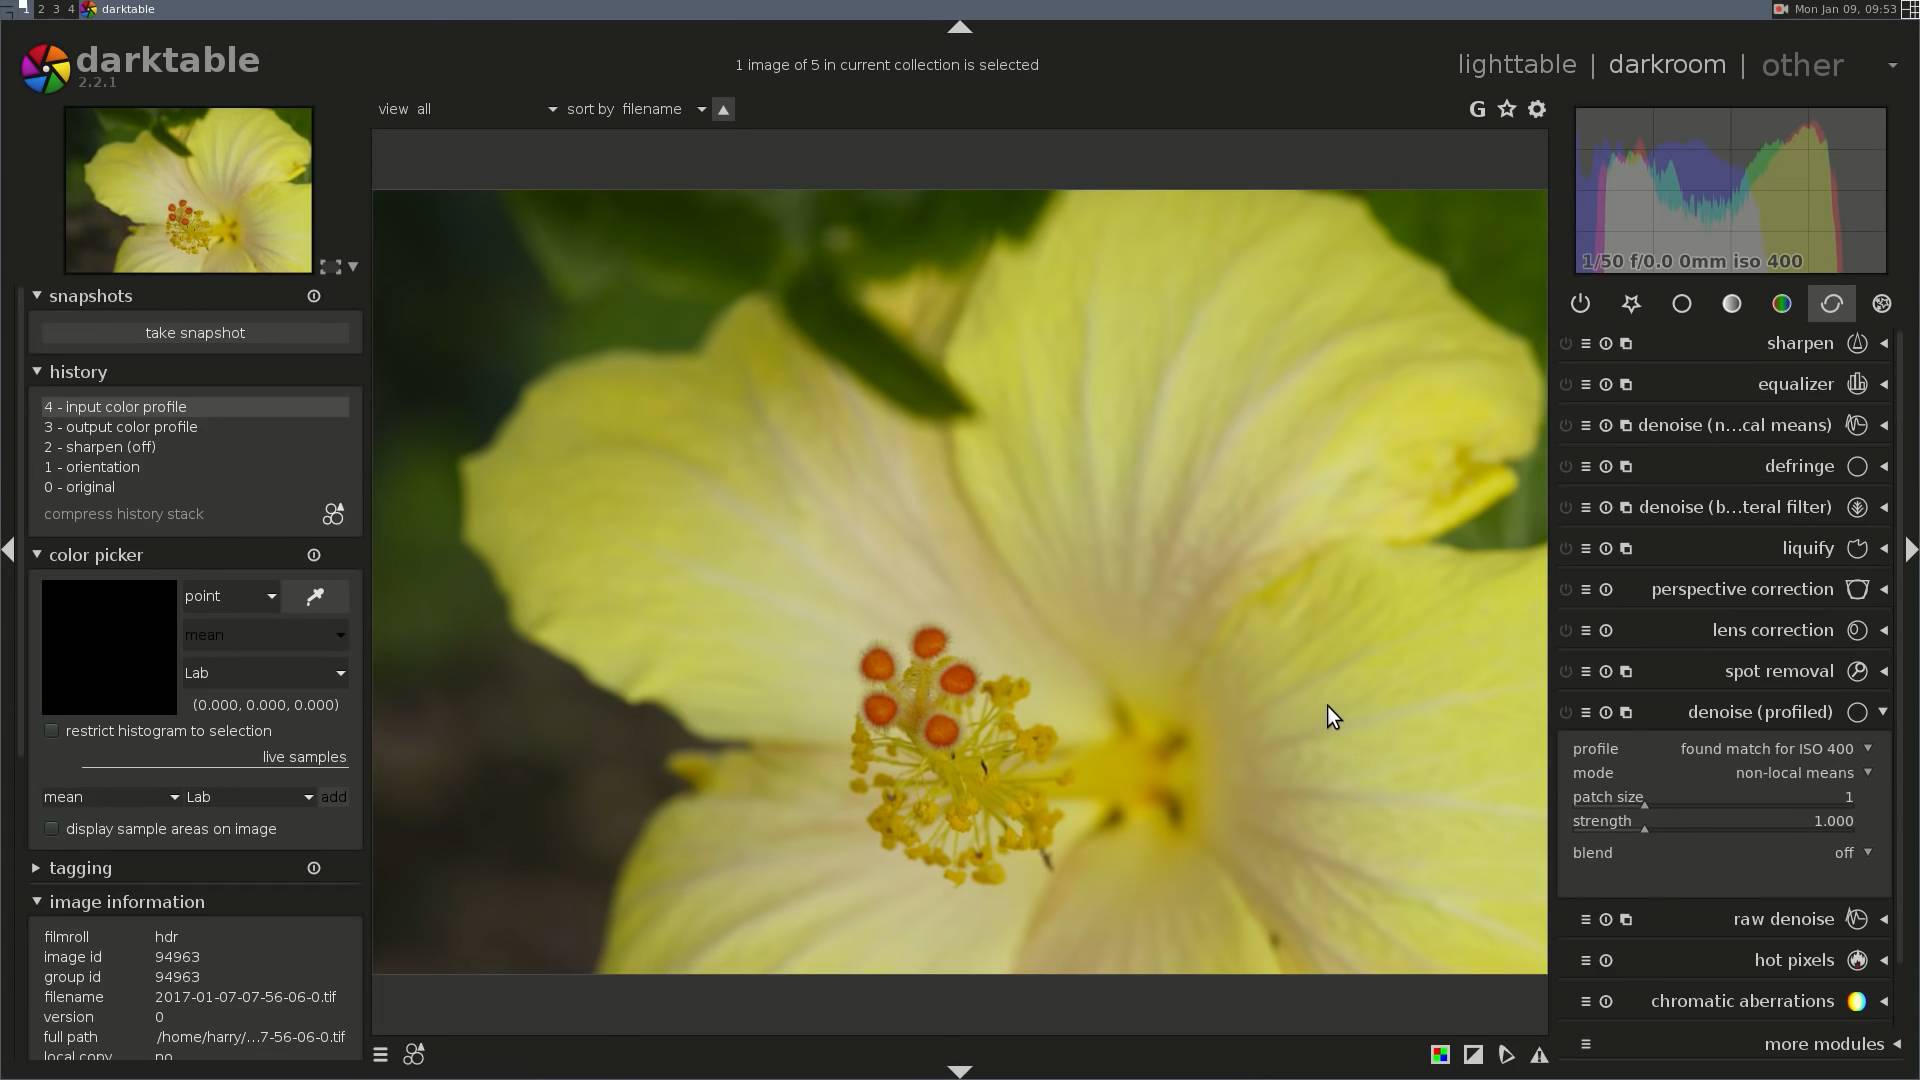 1 2 3 4 darktable
Mon Jan 09, 09:53
darktable
2.2.1
1 image of 5 in current collection is selected
lighttable | darkroom | other
view all
sort by filename
G
1/50 f/0.0 0mm iso 400
snapshots
take snapshot
history
4 - input color profile
3 - output color profile
2 - sharpen (off)
1 - orientation
0 - original
compress history stack
color picker
point
mean
Lab
(0.000, 0.000, 0.000)
restrict histogram to selection
live samples
mean Lab add
display sample areas on image
tagging
image information
filmroll hdr
image id 94963
group id 94963
filename 2017-01-07-07-56-06-0.tif
version 0
full path /home/harry/...7-56-06-0.tif
local copy no
sharpen
equalizer
denoise (n...cal means)
defringe
denoise (b...teral filter)
liquify
perspective correction
lens correction
spot removal
denoise (profiled)
profile found match for ISO 400
mode non-local means
patch size 1
strength 1.000
blend off
raw denoise
hot pixels
chromatic aberrations
more modules